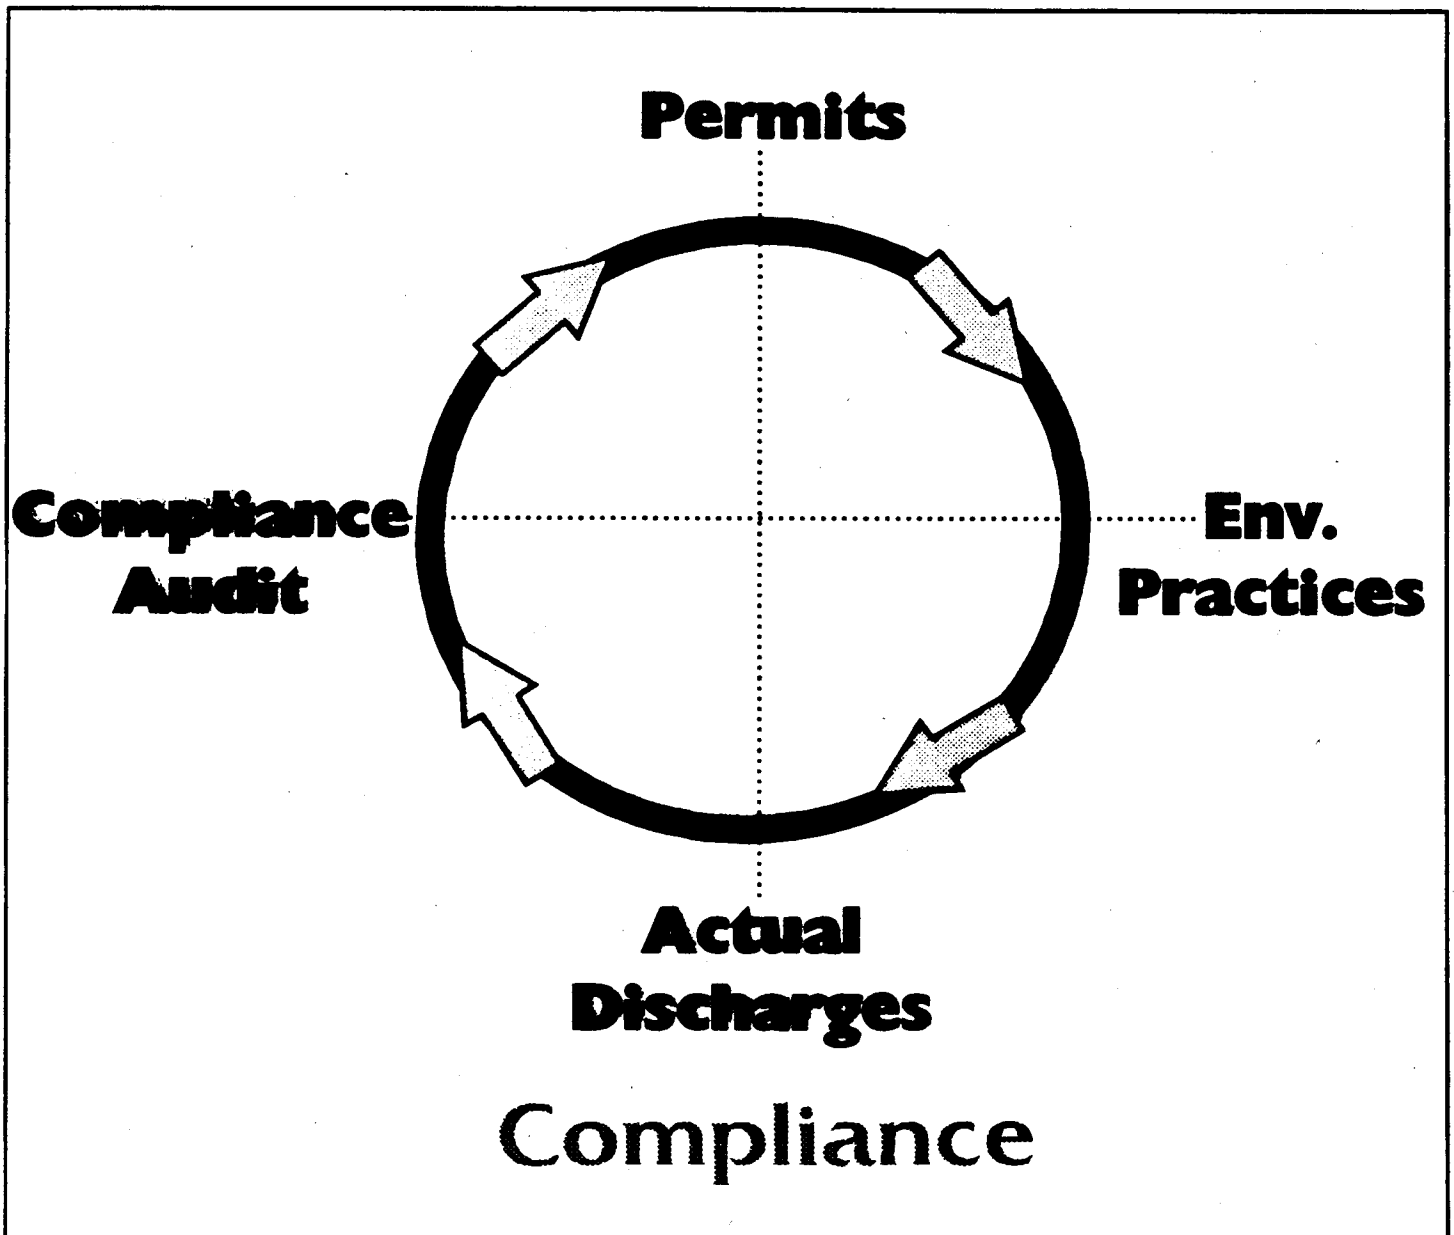 Permits
Compliance
Audit
Env.
Practices
Actual
Discharges
Compliance